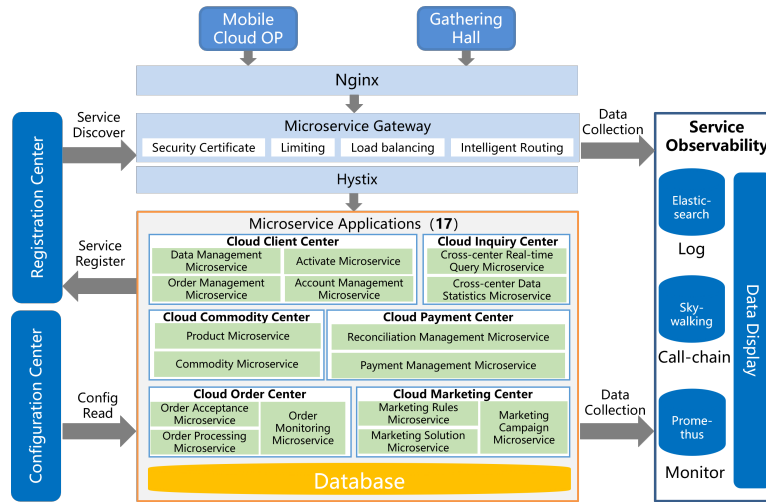 Mobile
Cloud OP
Gathering
Hall
Nginx
Registration Center
Service
Discover
Microservice Gateway
Security Certificate
Limiting
Load balancing
Intelligent Routing
Data
Collection
Hystix
Service
Register
Microservice Applications (17)
Cloud Client Center
Data Management
Microservice
Activate Microservice
Order Management
Microservice
Account Management
Microservice
Cloud Inquiry Center
Cross-center Real-time
Query Microservice
Cross-center Data
Statistics Microservice
Cloud Commodity Center
Product Microservice
Commodity Microservice
Cloud Payment Center
Reconciliation Management Microservice
Payment Management Microservice
Configuration Center
Config
Read
Cloud Order Center
Order Acceptance
Microservice
Order Processing
Microservice
Order
Monitoring
Microservice
Cloud Marketing Center
Marketing Rules
Microservice
Marketing Solution
Microservice
Marketing
Campaign
Microservice
Database
Data
Collection
Service
Observability
Elastic-
search
Log
Sky-
walking
Call-chain
Prome-
thus
Monitor
Data Display